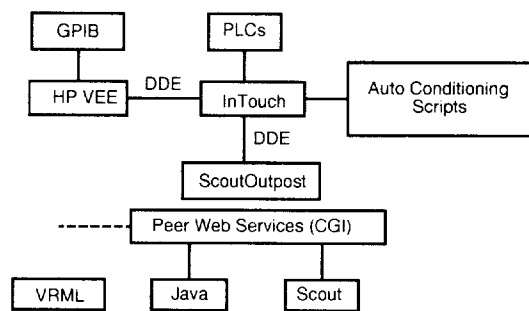 GPIB
PLCs
HP VEE
DDE
InTouch
Auto Conditioning
Scripts
DDE
ScoutOutpost
Peer Web Services (CGI)
VRML
Java
Scout